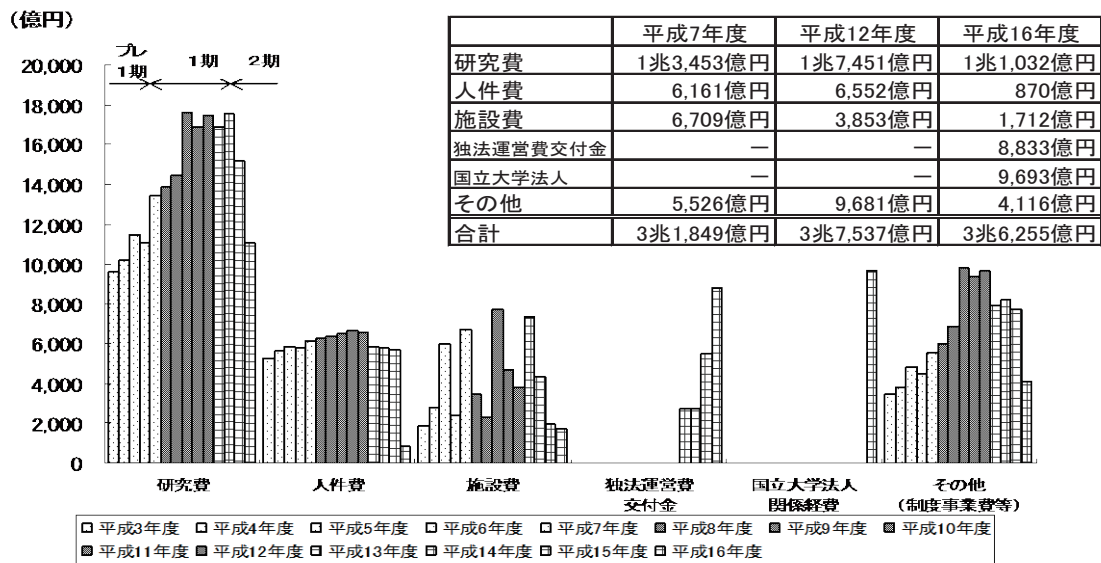 (億円)
プレ
1期
1期
2期
20,000
18,000
16,000
14,000
12,000
10,000
8,000
6,000
4,000
2,000
0
平成7年度 平成12年度 平成16年度
研究費 1兆3,453億円 1兆7,451億円 1兆1,032億円
人件費 6,161億円 6,552億円 870億円
施設費 6,709億円 3,853億円 1,712億円
独法運営費交付金 — — 8,833億円
国立大学法人 — — 9,693億円
その他 5,526億円 9,681億円 4,116億円
合計 3兆1,849億円 3兆7,537億円 3兆6,255億円
研究費 人件費 施設費 独法運営費 国立大学法人 その他
交付金 関係経費 (制度事業費等)
平成3年度 平成4年度 平成5年度 平成6年度 平成7年度 平成8年度 平成9年度 平成10年度
平成11年度 平成12年度 平成13年度 平成14年度 平成15年度 平成16年度